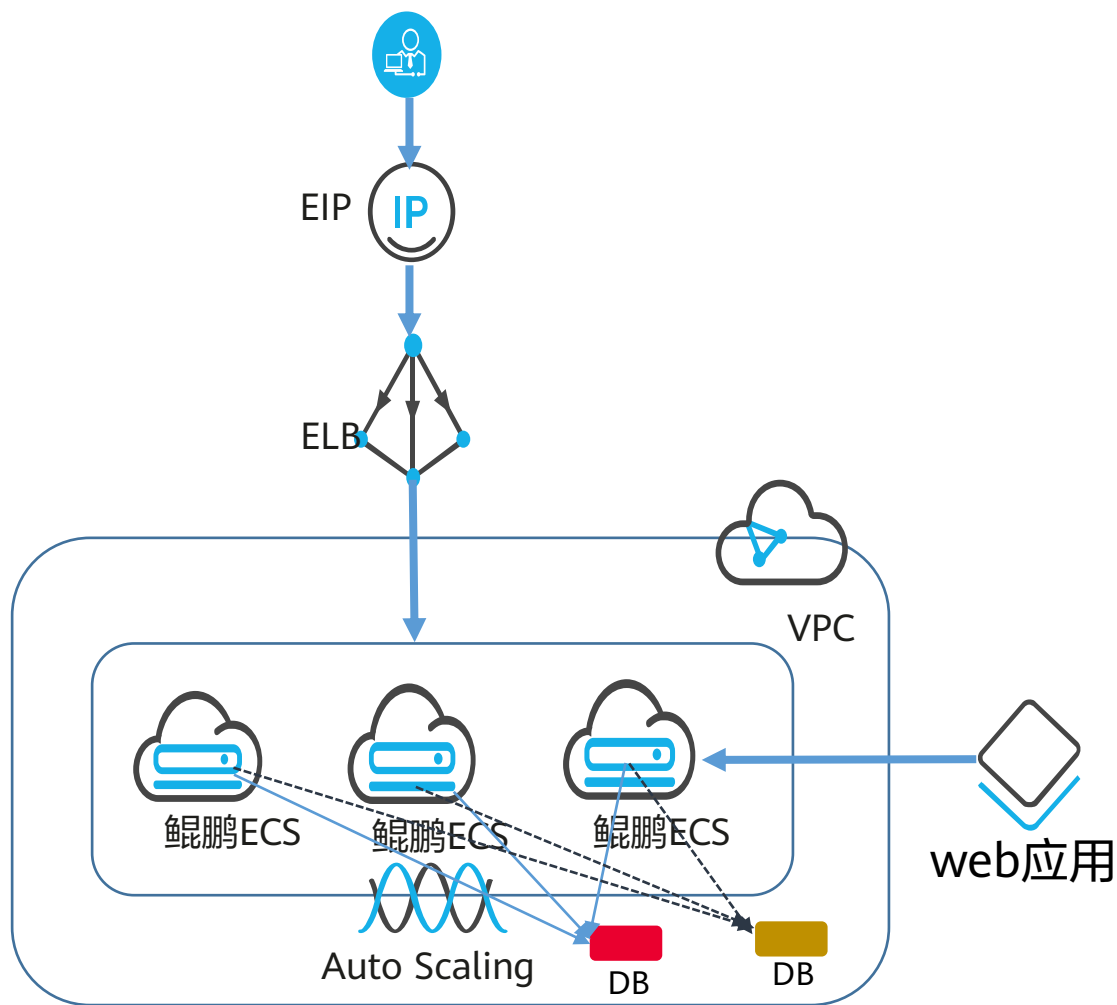 EIP
IP
ELB
VPC
鲲鹏ECS
鲲鹏ECS
鲲鹏ECS
web应用
Auto Scaling
DB
DB